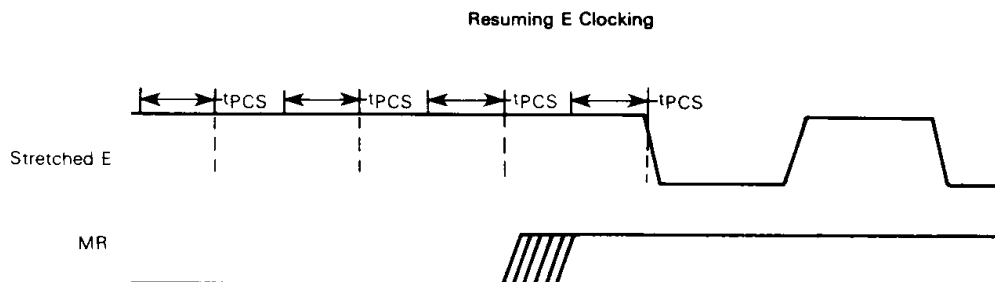 Resuming E Clocking
tPCS tPCS tPCS tPCS
Stretched E
MR